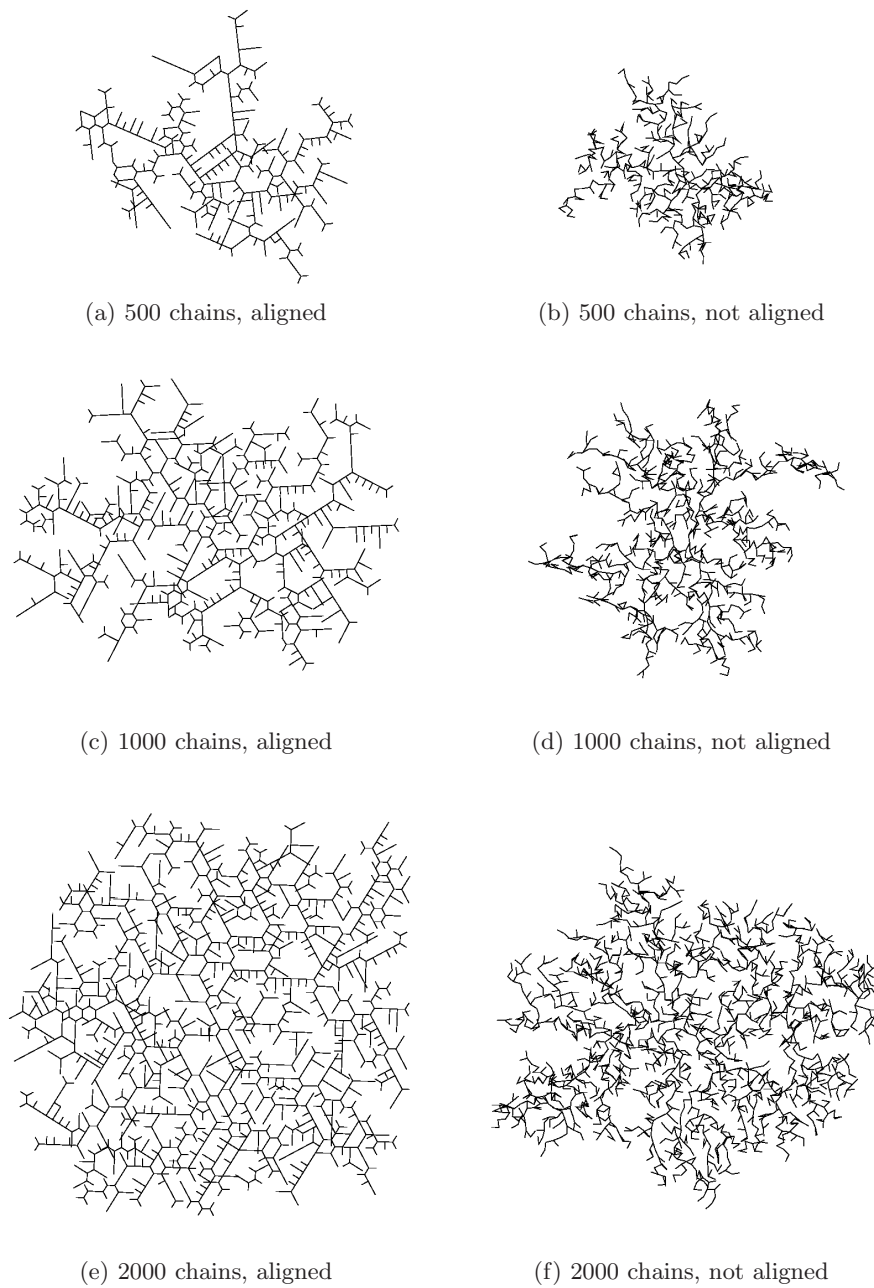 (a) 500 chains, aligned
(b) 500 chains, not aligned
(c) 1000 chains, aligned
(d) 1000 chains, not aligned
(e) 2000 chains, aligned
(f) 2000 chains, not aligned